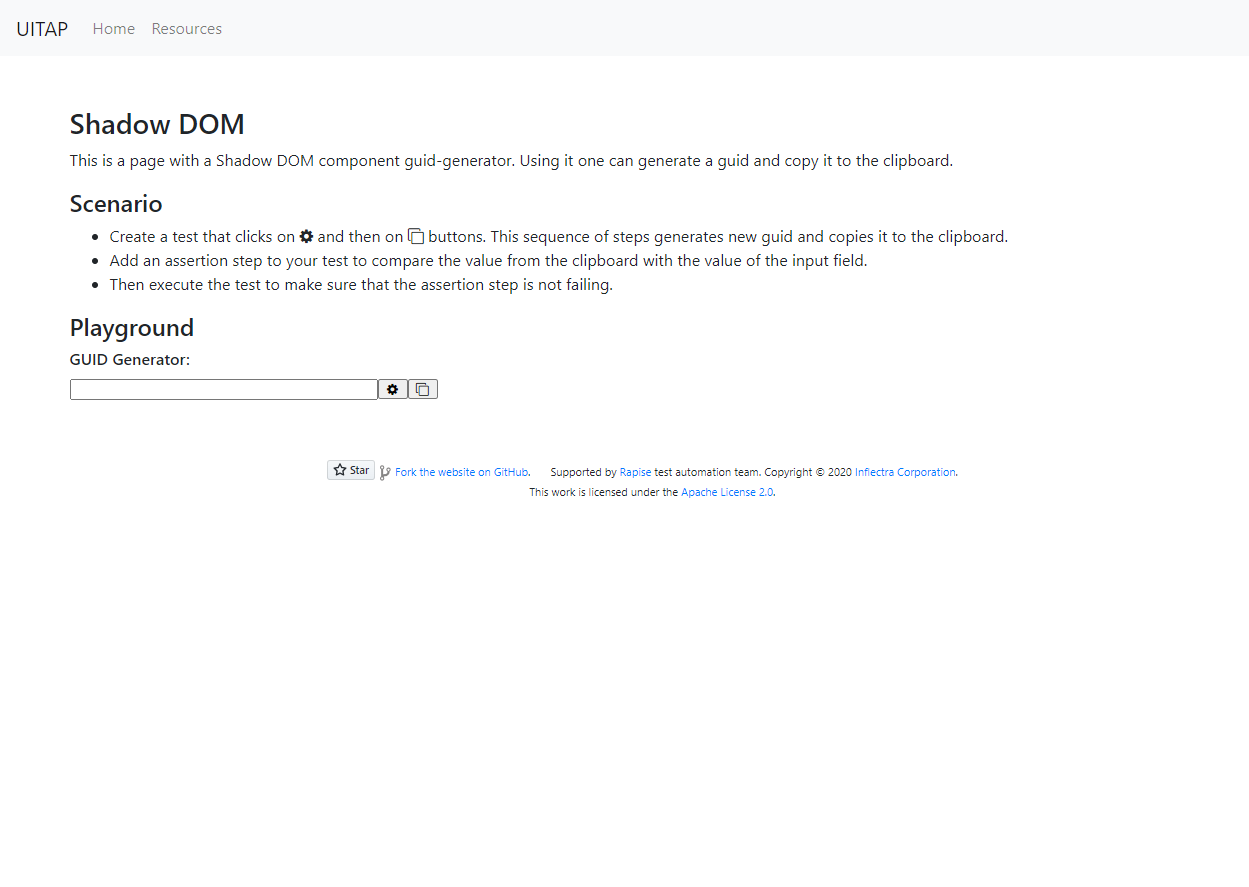 UITAP Home Resources
Shadow DOM
This is a page with a Shadow DOM component guid-generator. Using it one can generate a guid and copy it to the clipboard.
Scenario
Create a test that clicks on and then on buttons. This sequence of steps generates new guid and copies it to the clipboard.
Add an assertion step to your test to compare the value from the clipboard with the value of the input field.
Then execute the test to make sure that the assertion step is not failing.
Playground
GUID Generator:
Star Fork the website on GitHub. Supported by Rapise test automation team. Copyright © 2020 Inflectra Corporation.
This work is licensed under the Apache License 2.0.